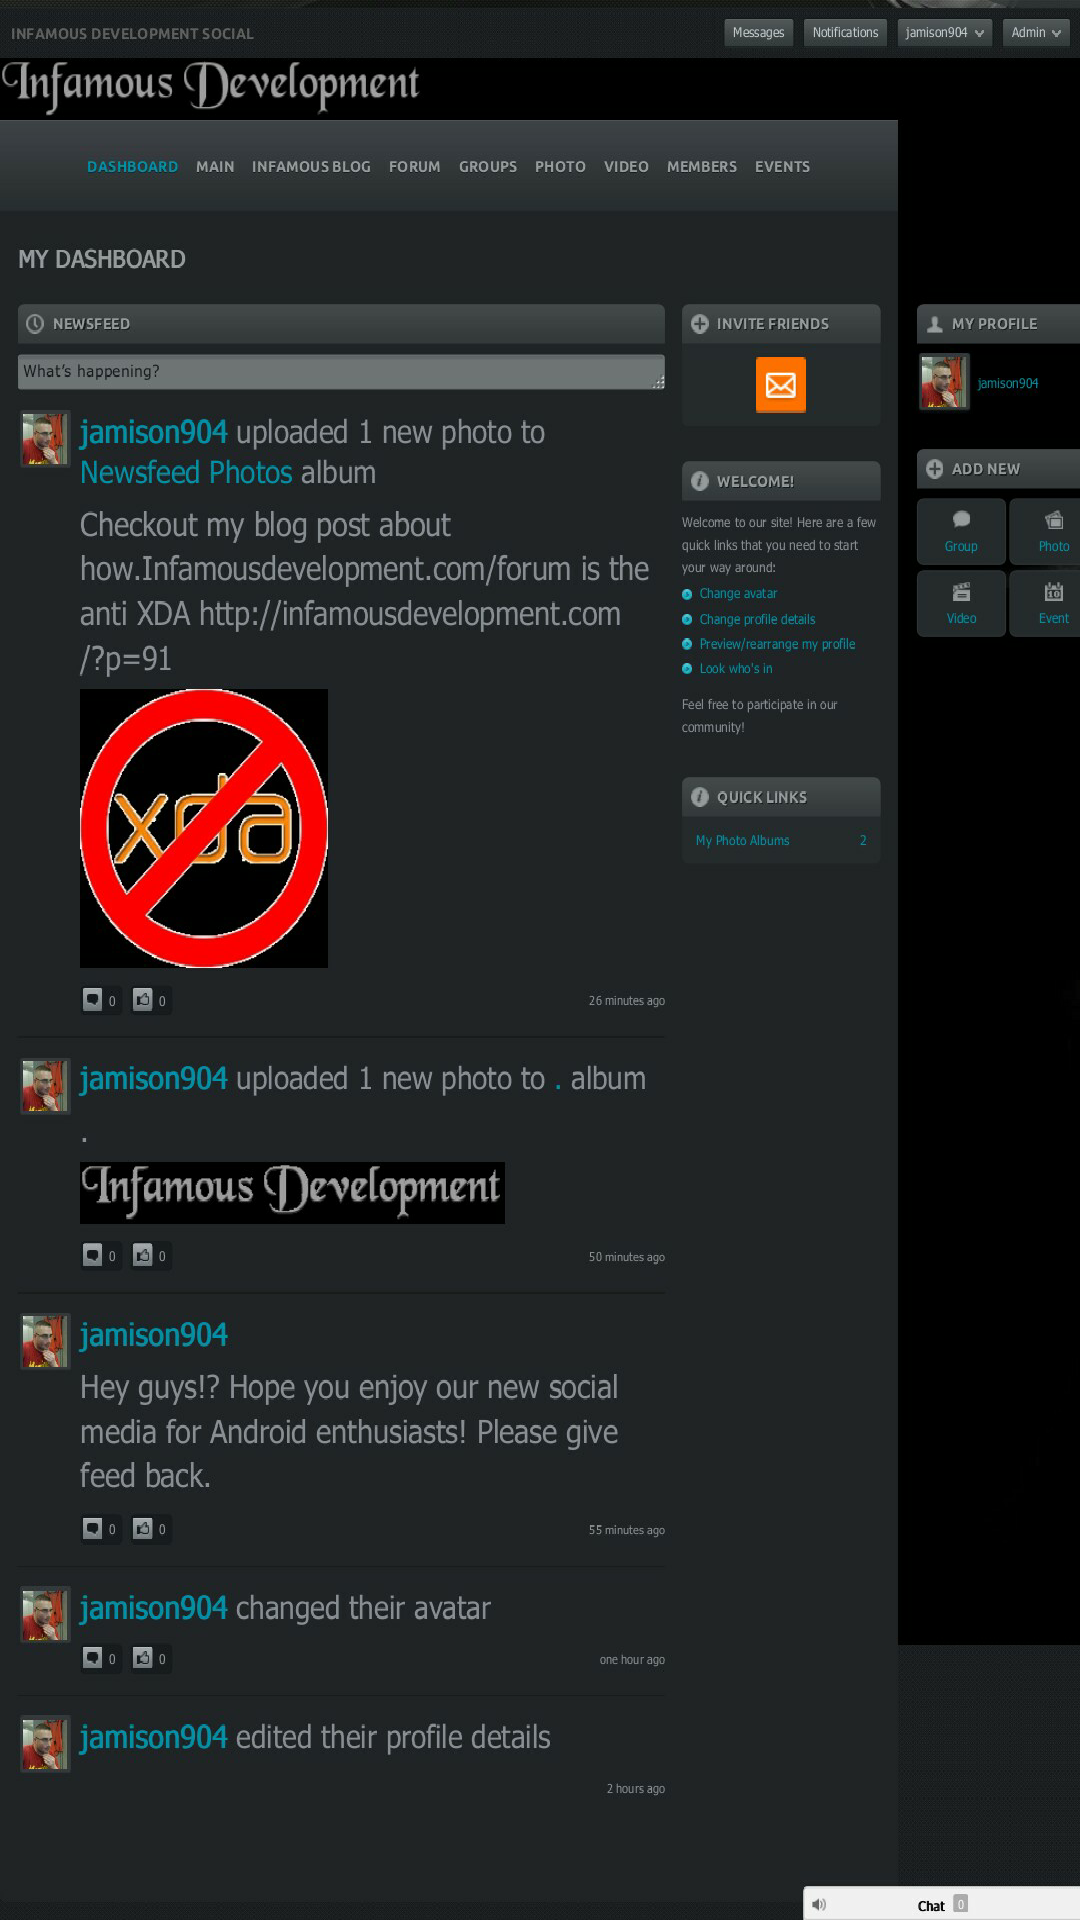 INFAMOUS DEVELOPMENT SOCIAL
Messages
Notifications
jamison904
Admin
Infamous Development
DASHBOARD MAIN INFAMOUS BLOG FORUM GROUPS PHOTO VIDEO MEMBERS EVENTS
MY DASHBOARD
NEWSFEED
What's happening?
jamison904 uploaded 1 new photo to
Newsfeed Photos album
Checkout my blog post about
how.Infamousdevelopment.com/forum is the
anti XDA http://infamousdevelopment.com
/?p=91
xda
0 0
26 minutes ago
jamison904 uploaded 1 new photo to . album
.
Infamous Development
0 0
50 minutes ago
jamison904
Hey guys!? Hope you enjoy our new social
media for Android enthusiasts! Please give
feed back.
0 0
55 minutes ago
jamison904 changed their avatar
0 0
one hour ago
jamison904 edited their profile details
2 hours ago
INVITE FRIENDS
WELCOME!
Welcome to our site! Here are a few
quick links that you need to start
your way around:
Change avatar
Change profile details
Preview/rearrange my profile
Look who's in
Feel free to participate in our
community!
QUICK LINKS
My Photo Albums 2
MY PROFILE
jamison904
ADD NEW
Group
Photo
Video
10
Event
Chat 0